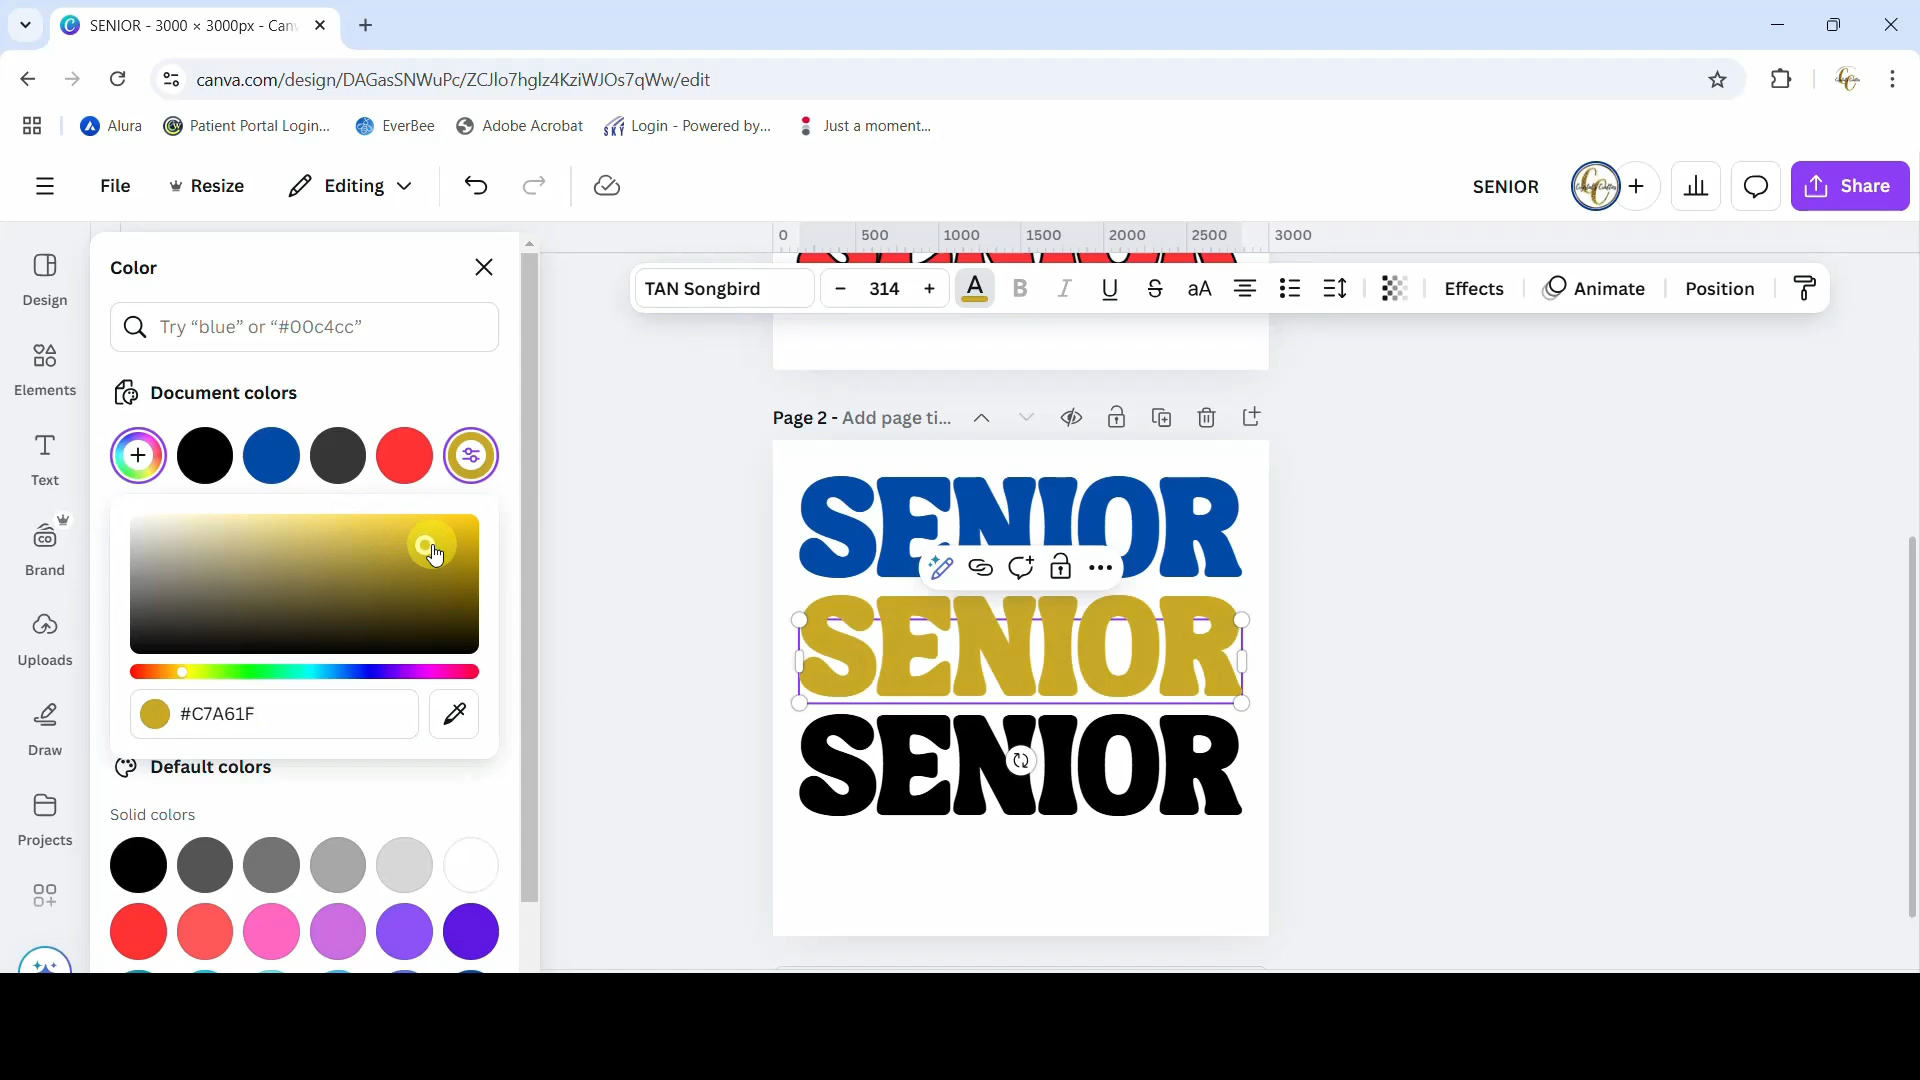 SENIOR - 3000 × 3000px - Can
canva.com/design/DAGasSNWuPc/ZCJlo7hglz4KziWJOs7qWw/edit
Alura
Patient Portal Login...
EverBee
Adobe Acrobat
Login - Powered by...
Just a moment...
File
Resize
Editing
SENIOR
Share
0 500 1000 1500 2000 2500 3000
Color
Try “blue” or “#00c4cc”
Document colors
#C7A61F
Default colors
Solid colors
Design
Elements
Text
Brand
Uploads
Draw
Projects
TAN Songbird
– 314 +
A B I U S aA
Effects
Animate
Position
Page 2 - Add page ti...
SENIOR
SENIOR
SENIOR